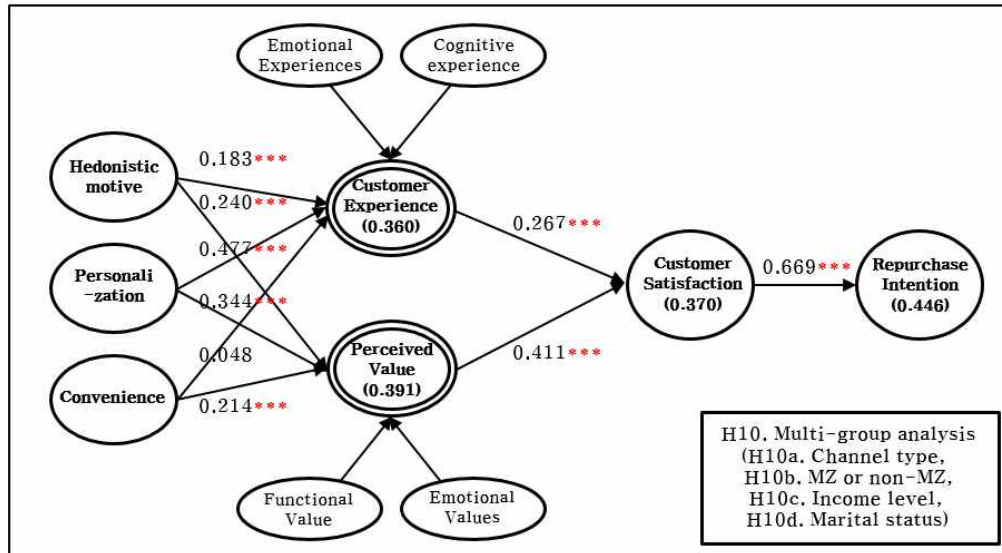 Emotional
Experiences
Cognitive
experience
Hedonistic
motive
0.183***
0.240***
Customer
Experience
(0.360)
0.477***
0.267***
Personali
-zation
Customer
Satisfaction
(0.370)
0.669***
Repurchase
Intention
(0.446)
0.344***
0.048
Convenience
0.214***
Perceived
Value
(0.391)
0.411***
Functional
Value
Emotional
Values
H10. Multi-group analysis
(H10a. Channel type,
H10b. MZ or non-MZ,
H10c. Income level,
H10d. Marital status)